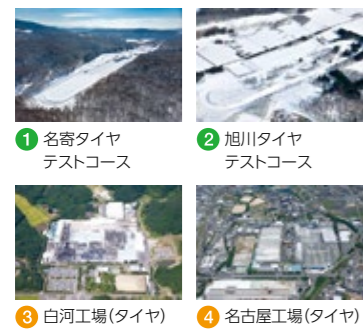 1 名寄タイヤ
テストコース
2 旭川タイヤ
テストコース
3 白河工場(タイヤ)
4 名古屋工場(タイヤ)